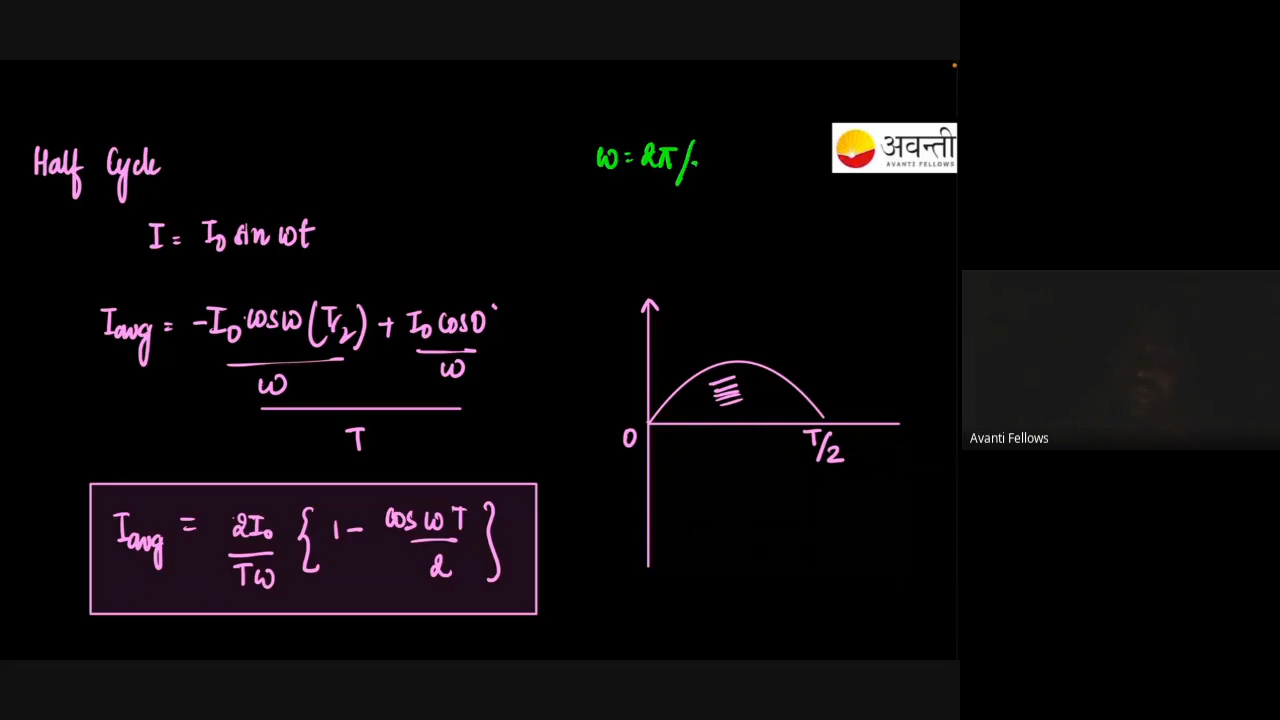 Half Cycle
ω = 2π/
अवन्ती
AVANTI FELLOWS
I = I₀ sin ωt
Iavg = -I₀ cos ω (T/2) + I₀ cos 0°
ω ω
T
0 T/2
Avanti Fellows
Iavg = 2I₀/Tω { 1 - cos ωT/2 }